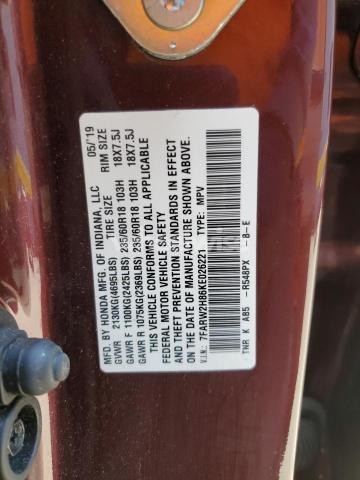 MFD. BY HONDA MFG. OF INDIANA, LLC 05/19
TIRE SIZE RIM SIZE
GVWR 2130KG(4695LBS)
GAWR F 1100KG(2425LBS) 235/60R18 103H 18X7.5J
GAWR R 1075KG(2369LBS) 235/60R18 103H 18X7.5J
THIS VEHICLE CONFORMS TO ALL APPLICABLE
FEDERAL MOTOR VEHICLE SAFETY
AND THEFT PREVENTION STANDARDS IN EFFECT
ON THE DATE OF MANUFACTURE SHOWN ABOVE.
V.I.N.: 7FARW2H86KE026221 TYPE: MPV
TNR K AB5 -R548PX -B-E